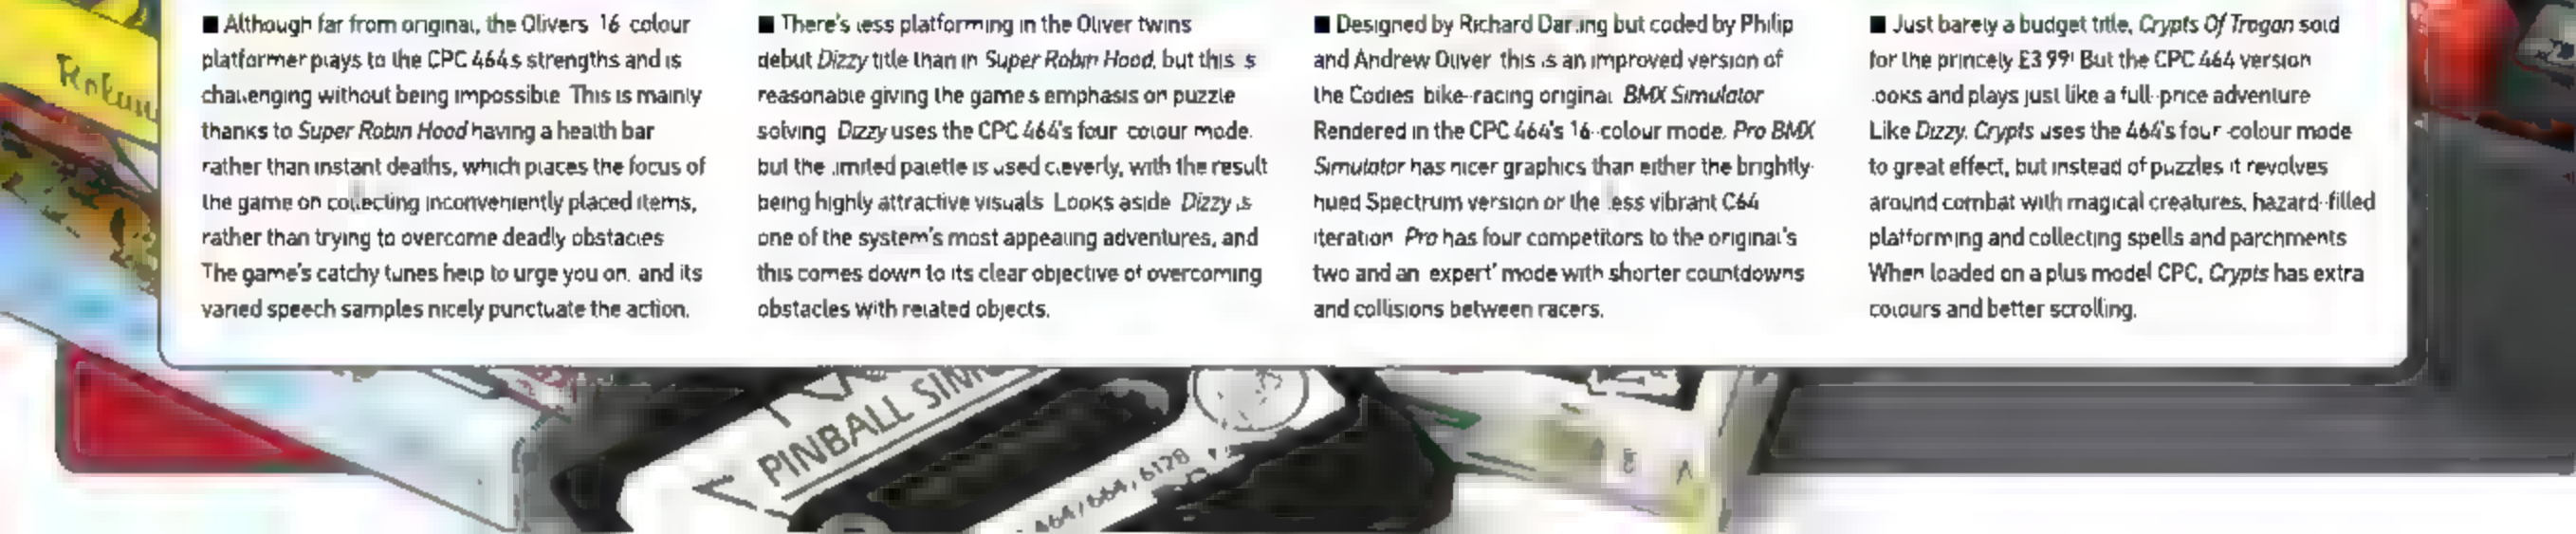 ■ Although far from original, the Olivers' 16-colour
platformer plays to the CPC 464's strengths and is
challenging without being impossible. This is mainly
thanks to Super Robin Hood having a health bar
rather than instant deaths, which places the focus of
the game on collecting inconveniently placed items,
rather than trying to overcome deadly obstacles.
The game's catchy tunes help to urge you on, and its
varied speech samples nicely punctuate the action.
■ There's less platforming in the Oliver twins'
debut Dizzy title than in Super Robin Hood, but this is
reasonable giving the game's emphasis on puzzle
solving. Dizzy uses the CPC 464's four-colour mode,
but the limited palette is used cleverly, with the result
being highly attractive visuals. Looks aside, Dizzy is
one of the system's most appealing adventures, and
this comes down to its clear objective of overcoming
obstacles with related objects.
■ Designed by Richard Darling but coded by Philip
and Andrew Oliver, this is an improved version of
the Codies' bike-racing original BMX Simulator.
Rendered in the CPC 464's 16-colour mode, Pro BMX
Simulator has nicer graphics than either the brightly-
hued Spectrum version or the less vibrant C64
iteration. Pro has four competitors to the original's
two and an 'expert' mode with shorter countdowns
and collisions between racers.
■ Just barely a budget title, Crypts Of Trogan sold
for the princely £3.99! But the CPC 464 version
looks and plays just like a full-price adventure.
Like Dizzy, Crypts uses the 464's four-colour mode
to great effect, but instead of puzzles it revolves
around combat with magical creatures, hazard-filled
platforming and collecting spells and parchments.
When loaded on a plus model CPC, Crypts has extra
colours and better scrolling.
PINBALL SIM
464/664/6128